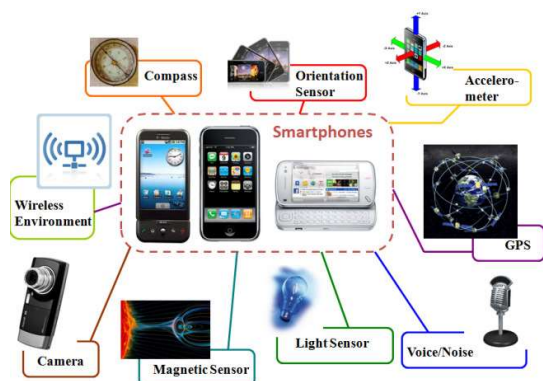 Compass
Orientation
Sensor
Accelero-
meter
Smartphones
Wireless
Environment
GPS
Camera
Magnetic Sensor
Light Sensor
Voice/Noise